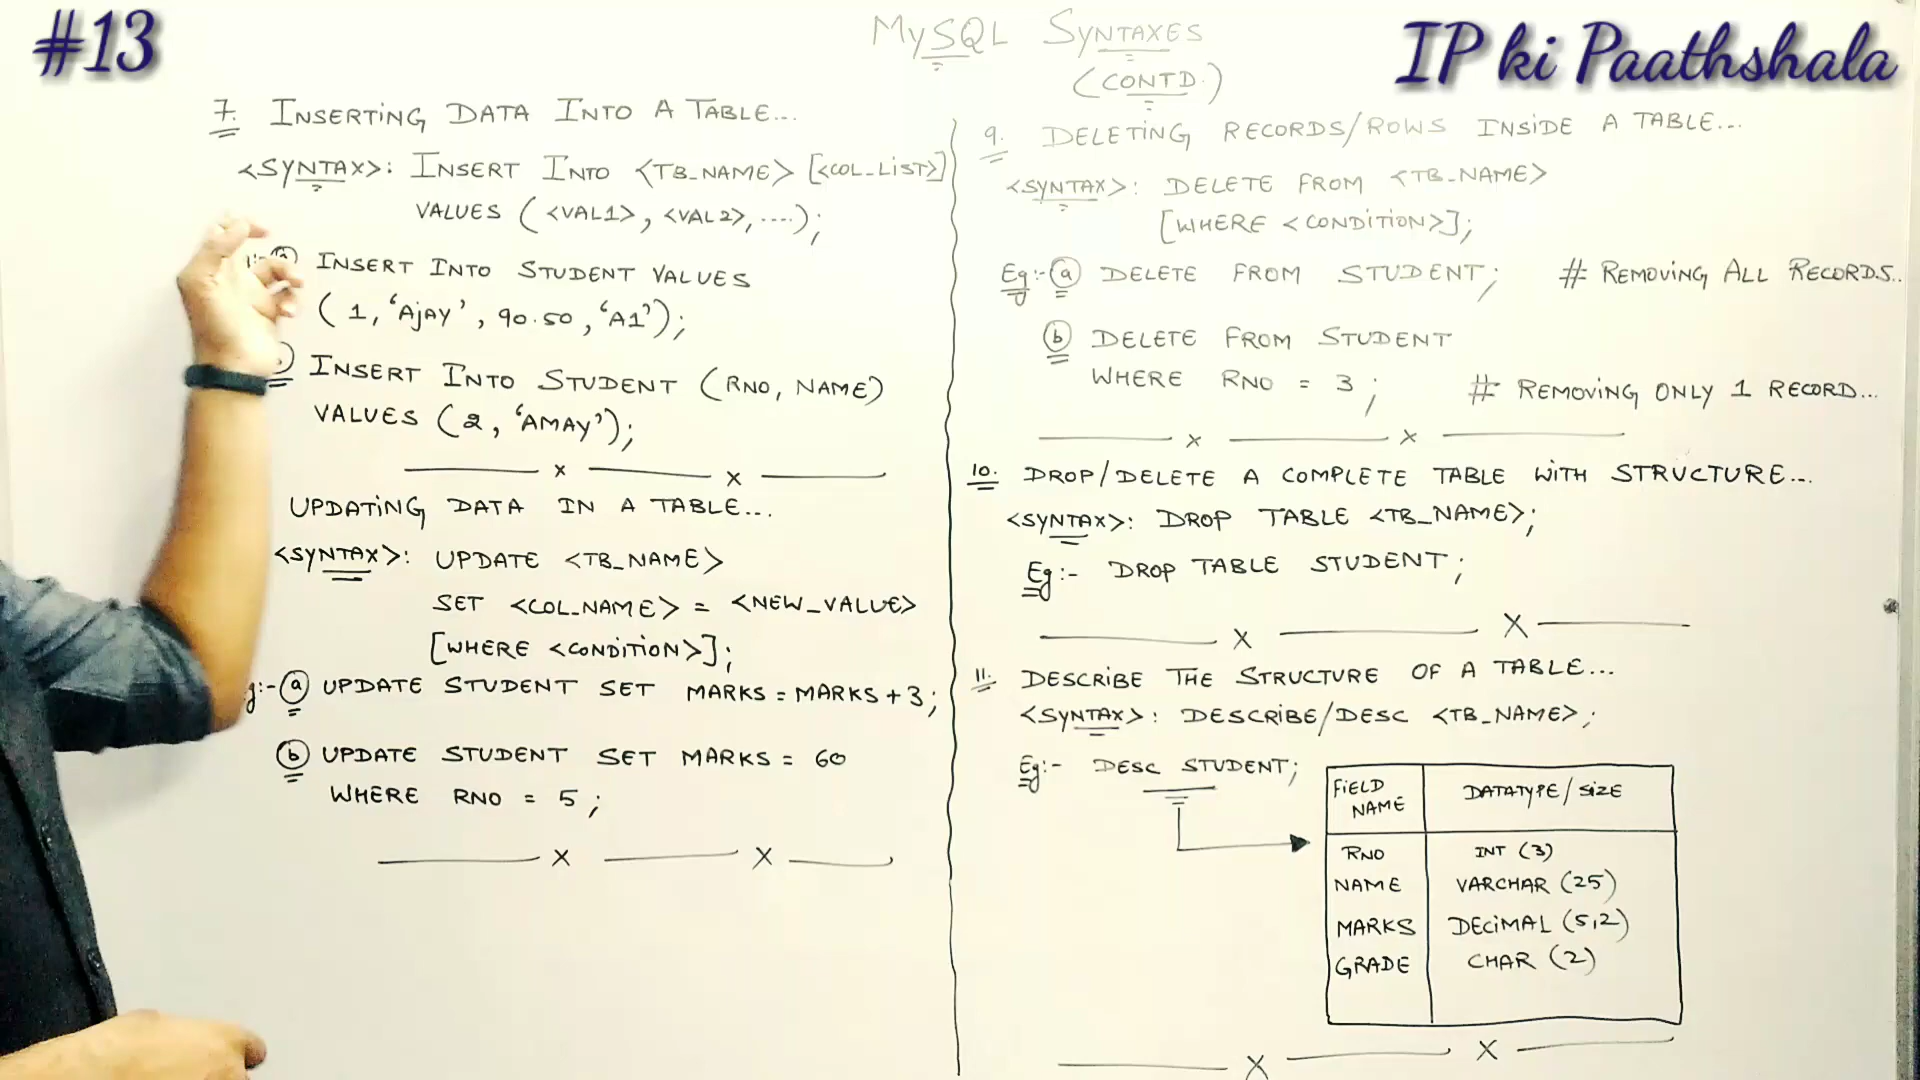 #13
MySQL SYNTAXES
(CONTD.)
IP ki Paathshala
7. INSERTING DATA INTO A TABLE...
<SYNTAX>: INSERT INTO <TB_NAME> [<COL_LIST>]
VALUES (<VAL1>, <VAL2>, ....);
INSERT INTO STUDENT VALUES
(1, 'AJAY', 90.50, 'A1');
INSERT INTO STUDENT (RNO, NAME)
VALUES (2, 'AMAY');
x x
UPDATING DATA IN A TABLE...
<SYNTAX>: UPDATE <TB_NAME>
SET <COL_NAME> = <NEW_VALUE>
[WHERE <CONDITION>];
g:- (a) UPDATE STUDENT SET MARKS = MARKS + 3;
(b) UPDATE STUDENT SET MARKS = 60
WHERE RNO = 5;
x x
9. DELETING RECORDS/ROWS INSIDE A TABLE...
<SYNTAX>: DELETE FROM <TB_NAME>
[WHERE <CONDITION>];
Eg:- (a) DELETE FROM STUDENT; # REMOVING ALL RECORDS..
(b) DELETE FROM STUDENT
WHERE RNO = 3; # REMOVING ONLY 1 RECORD...
x x
10. DROP/DELETE A COMPLETE TABLE WITH STRUCTURE...
<SYNTAX>: DROP TABLE <TB_NAME>;
Eg:- DROP TABLE STUDENT;
x x
11. DESCRIBE THE STRUCTURE OF A TABLE...
<SYNTAX>: DESCRIBE/DESC <TB_NAME>;
Eg:- DESC STUDENT;
FIELD NAME DATATYPE/SIZE
RNO INT (3)
NAME VARCHAR (25)
MARKS DECIMAL (5,2)
GRADE CHAR (2)
x x